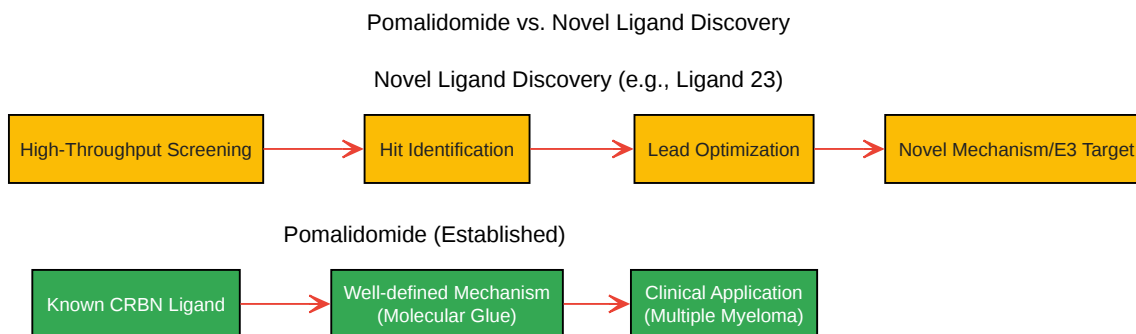 Pomalidomide vs. Novel Ligand Discovery
Novel Ligand Discovery (e.g., Ligand 23)
High-Throughput Screening
Hit Identification
Lead Optimization
Novel Mechanism/E3 Target
Pomalidomide (Established)
Known CRBN Ligand
Well-defined Mechanism
(Molecular Glue)
Clinical Application
(Multiple Myeloma)